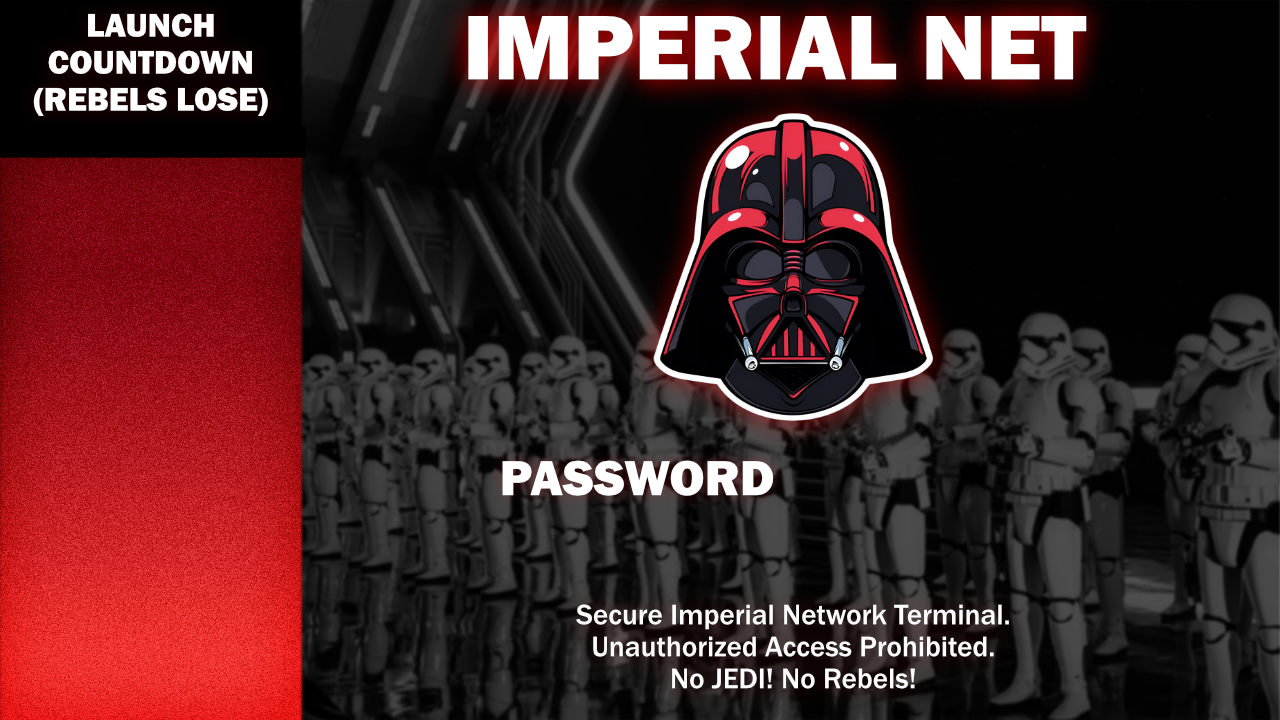 LAUNCH
COUNTDOWN
(REBELS LOSE)
IMPERIAL NET
PASSWORD
Secure Imperial Network Terminal.
Unauthorized Access Prohibited.
No JEDI! No Rebels!